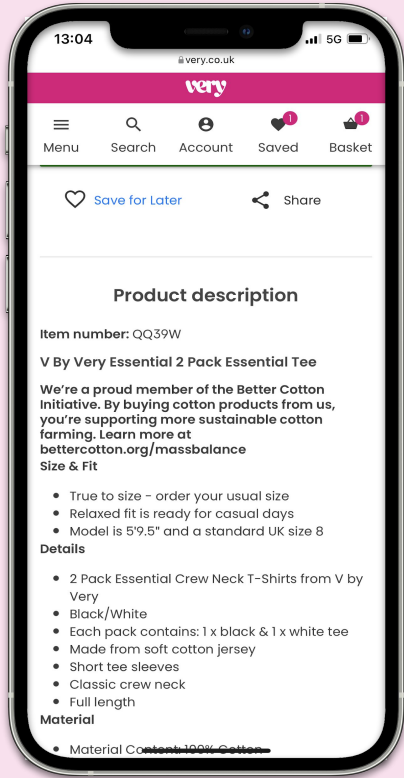 13:04
5G
very.co.uk
very
Menu Search Account Saved 1 Basket 1
Save for Later Share
Product description
Item number: QQ39W
V By Very Essential 2 Pack Essential Tee
We're a proud member of the Better Cotton
Initiative. By buying cotton products from us,
you're supporting more sustainable cotton
farming. Learn more at
bettercotton.org/massbalance
Size & Fit
True to size - order your usual size
Relaxed fit is ready for casual days
Model is 5'9.5" and a standard UK size 8
Details
2 Pack Essential Crew Neck T-Shirts from V by
Very
Black/White
Each pack contains: 1 x black & 1 x white tee
Made from soft cotton jersey
Short tee sleeves
Classic crew neck
Full length
Material
Material Content: 100% Cotton